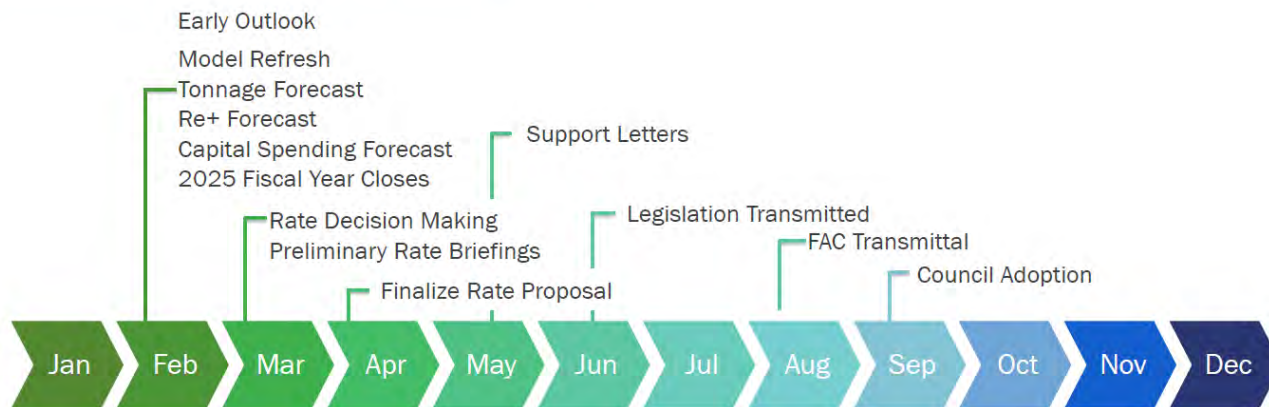 Early Outlook
Model Refresh
Tonnage Forecast
Re+ Forecast
Capital Spending Forecast
2025 Fiscal Year Closes
Support Letters
Rate Decision Making
Preliminary Rate Briefings
Legislation Transmitted
FAC Transmittal
Council Adoption
Finalize Rate Proposal
Jan Feb Mar Apr May Jun Jul Aug Sep Oct Nov Dec